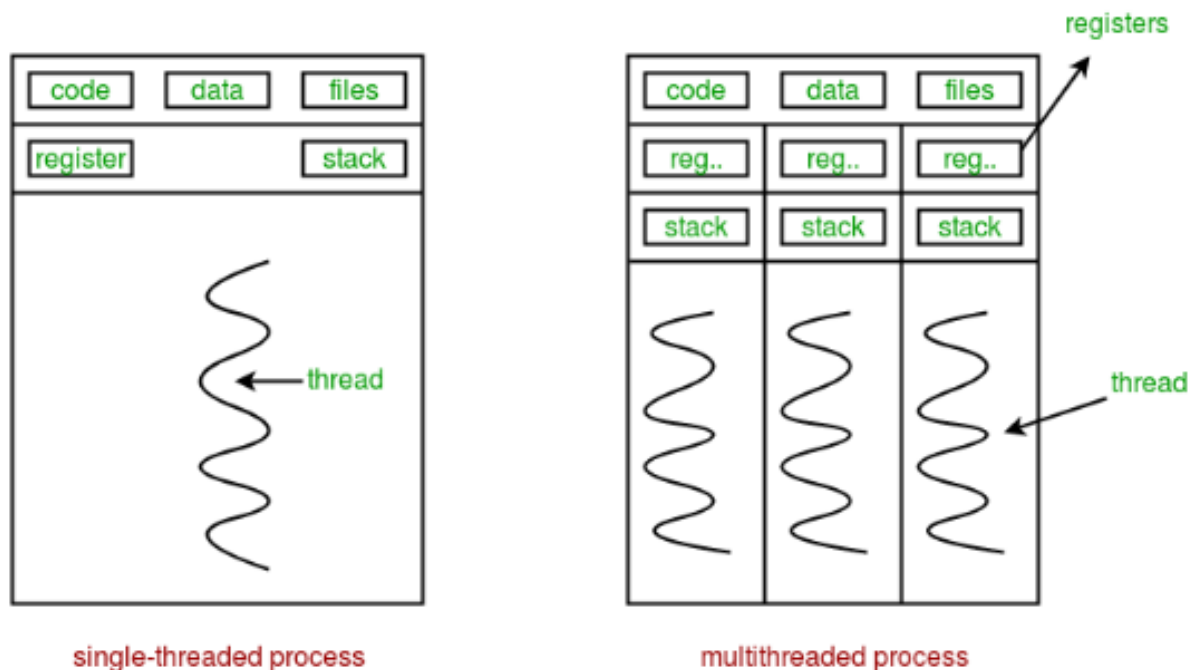 code data files
register stack
thread
single-threaded process
registers
code data files
reg.. reg.. reg..
stack stack stack
thread
multithreaded process